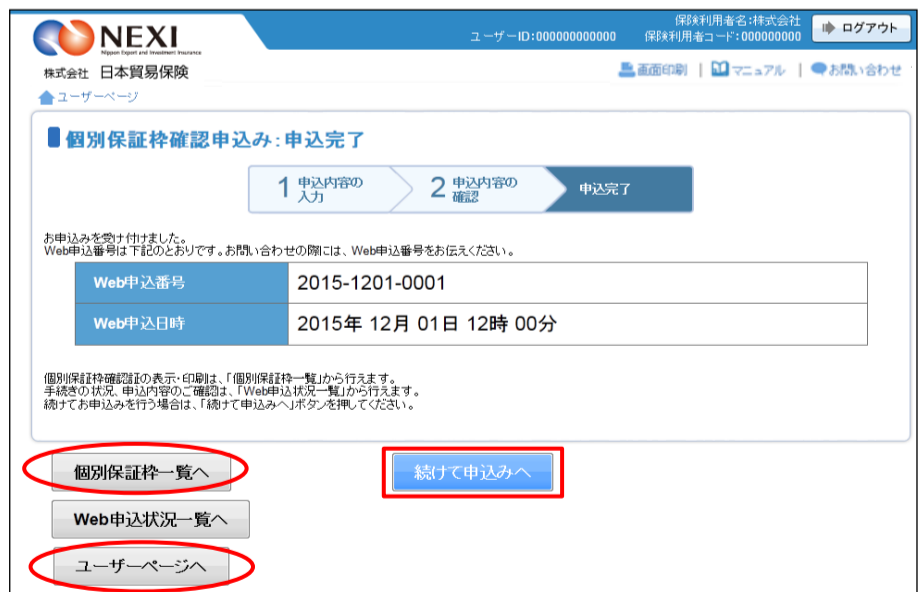 NEXI
Nippon Export and Investment Insurance
株式会社 日本貿易保険
ユーザーID:000000000000
保険利用者名:株式会社
保険利用者コード:000000000
ログアウト
画面印刷 | マニュアル | お問い合わせ
ユーザーページ
個別保証枠確認申込み:申込完了
1 申込内容の
入力
2 申込内容の
確認
申込完了
お申込みを受け付けました。
Web申込番号は下記のとおりです。お問い合わせの際には、Web申込番号をお伝えください。
Web申込番号 2015-1201-0001
Web申込日時 2015年 12月 01日 12時 00分
個別保証枠確認証の表示・印刷は、「個別保証枠一覧」から行えます。
手続きの状況、申込内容のご確認は、「Web申込状況一覧」から行えます。
続けてお申込みを行う場合は、「続けて申込みへ」ボタンを押してください。
個別保証枠一覧へ
続けて申込みへ
Web申込状況一覧へ
ユーザーページへ